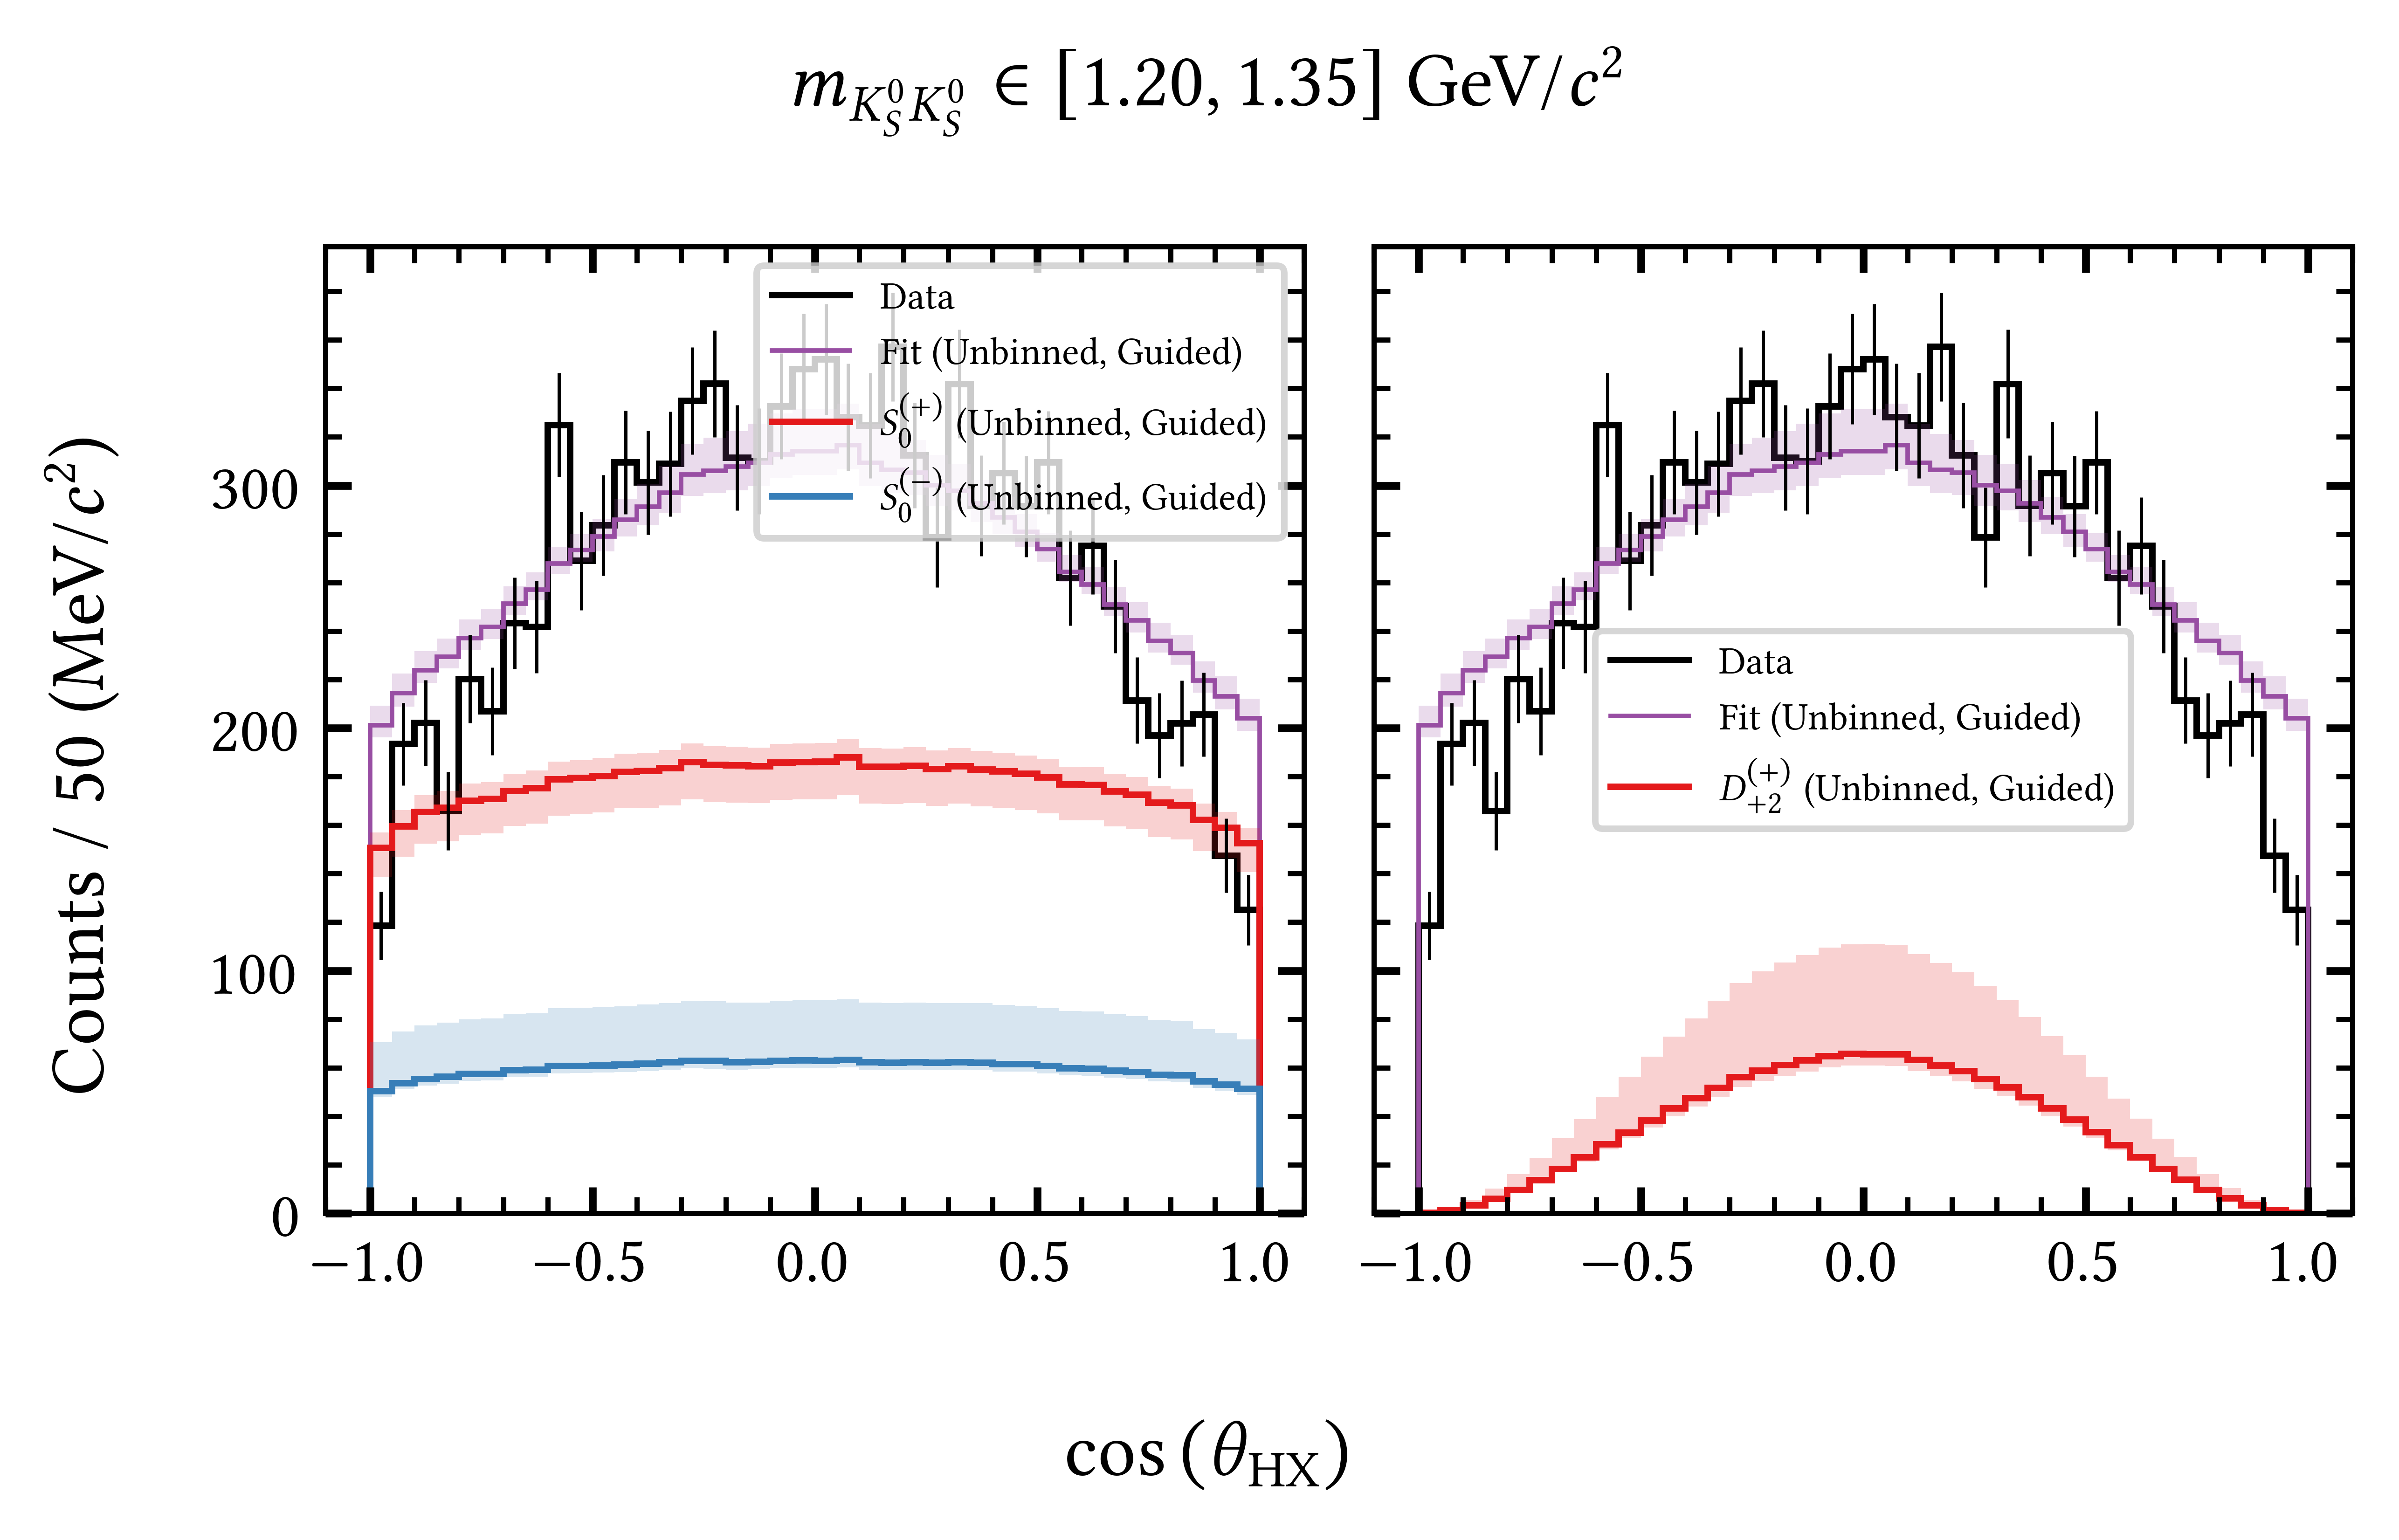 m_{K_S^0 K_S^0} ∈ [1.20, 1.35] GeV/c²
Counts / 50 (MeV/c²)
Data
Fit (Unbinned, Guided)
S_0^{(+)} (Unbinned, Guided)
S_0^{(−)} (Unbinned, Guided)
300
200
100
0
−1.0 −0.5 0.0 0.5 1.0
Data
Fit (Unbinned, Guided)
D_{+2}^{(+)} (Unbinned, Guided)
−1.0 −0.5 0.0 0.5 1.0
cos (θ_{HX})